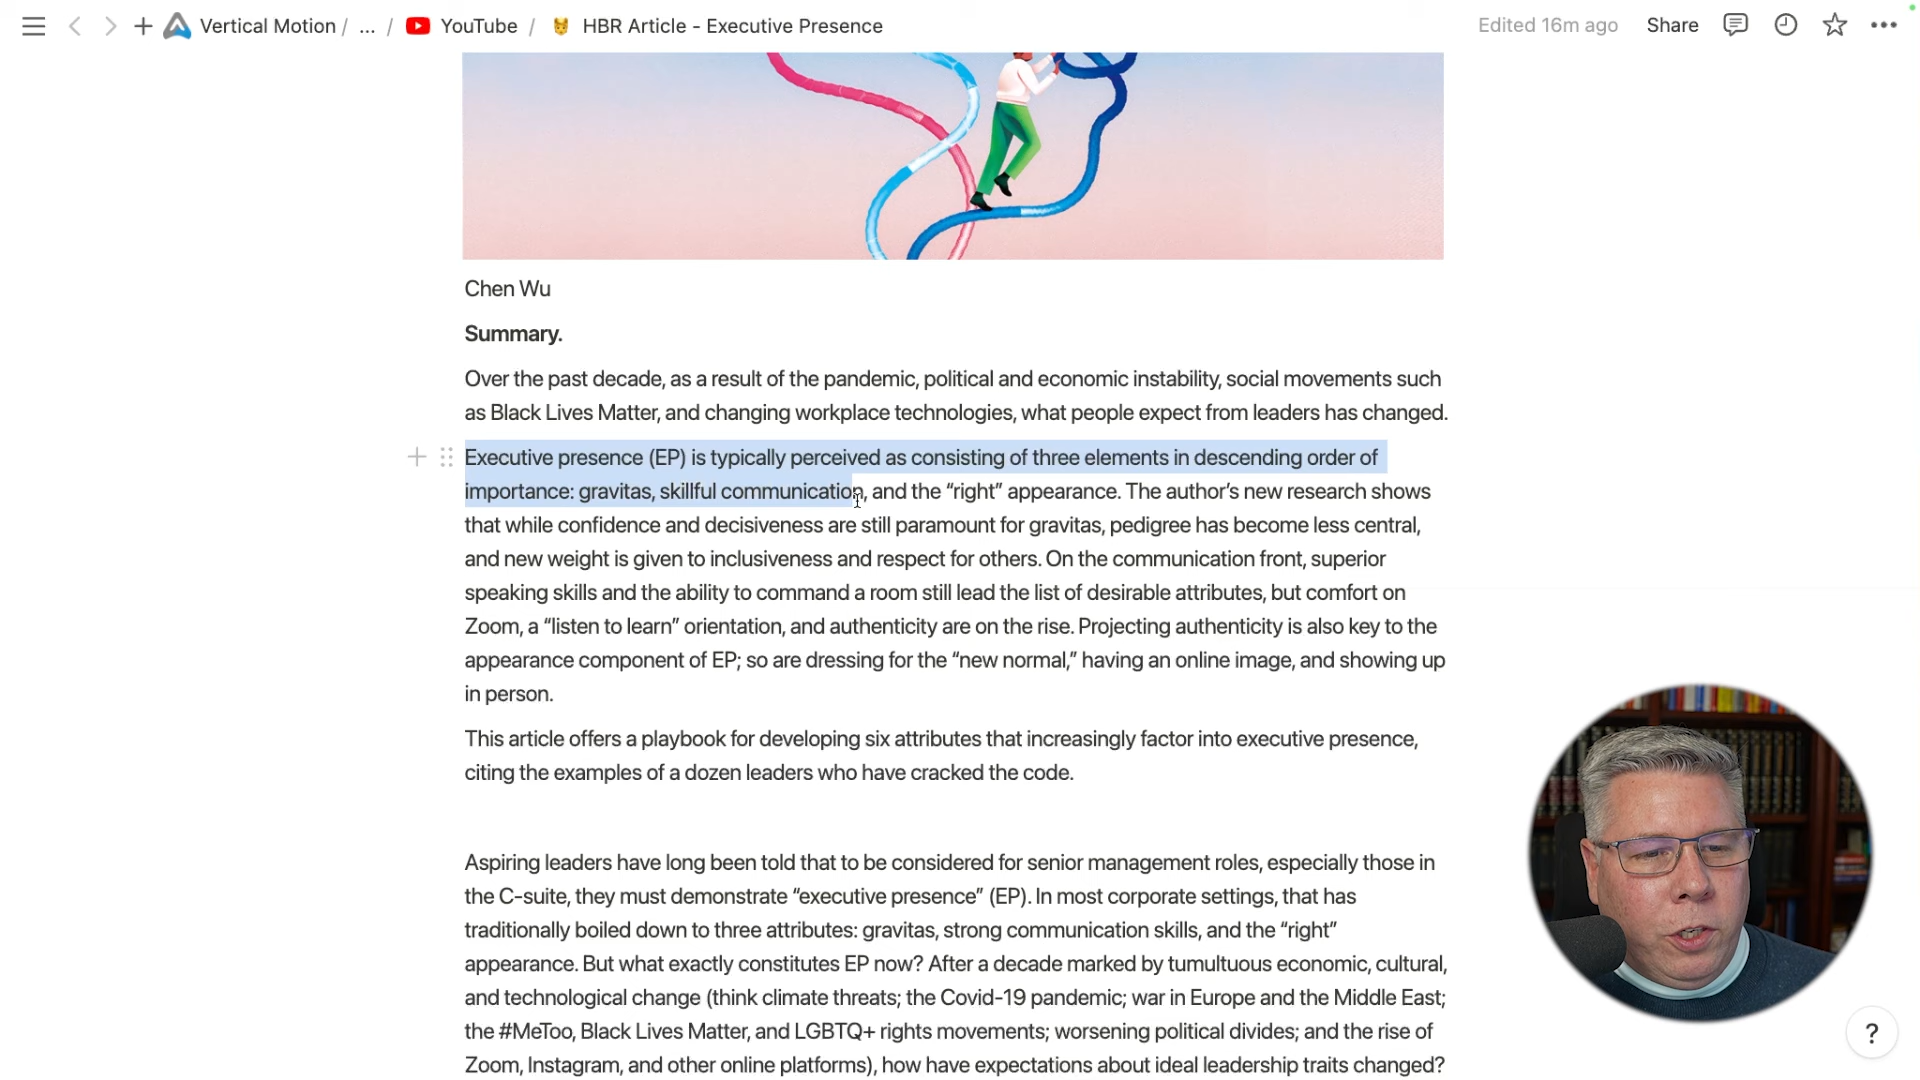 Vertical Motion / ... / YouTube / HBR Article - Executive Presence
Edited 16m ago Share
Chen Wu
Summary.
Over the past decade, as a result of the pandemic, political and economic instability, social movements such
as Black Lives Matter, and changing workplace technologies, what people expect from leaders has changed.
Executive presence (EP) is typically perceived as consisting of three elements in descending order of
importance: gravitas, skillful communication, and the “right” appearance. The author’s new research shows
that while confidence and decisiveness are still paramount for gravitas, pedigree has become less central,
and new weight is given to inclusiveness and respect for others. On the communication front, superior
speaking skills and the ability to command a room still lead the list of desirable attributes, but comfort on
Zoom, a “listen to learn” orientation, and authenticity are on the rise. Projecting authenticity is also key to the
appearance component of EP; so are dressing for the “new normal,” having an online image, and showing up
in person.
This article offers a playbook for developing six attributes that increasingly factor into executive presence,
citing the examples of a dozen leaders who have cracked the code.
Aspiring leaders have long been told that to be considered for senior management roles, especially those in
the C-suite, they must demonstrate “executive presence” (EP). In most corporate settings, that has
traditionally boiled down to three attributes: gravitas, strong communication skills, and the “right”
appearance. But what exactly constitutes EP now? After a decade marked by tumultuous economic, cultural,
and technological change (think climate threats; the Covid-19 pandemic; war in Europe and the Middle East;
the #MeToo, Black Lives Matter, and LGBTQ+ rights movements; worsening political divides; and the rise of
Zoom, Instagram, and other online platforms), how have expectations about ideal leadership traits changed?
?